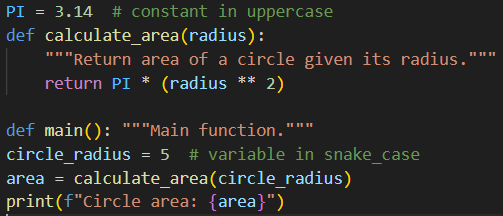 PI = 3.14  # constant in uppercase
def calculate_area(radius):
    """Return area of a circle given its radius."""
    return PI * (radius ** 2)

def main(): """Main function."""
circle_radius = 5  # variable in snake_case
area = calculate_area(circle_radius)
print(f"Circle area: {area}")